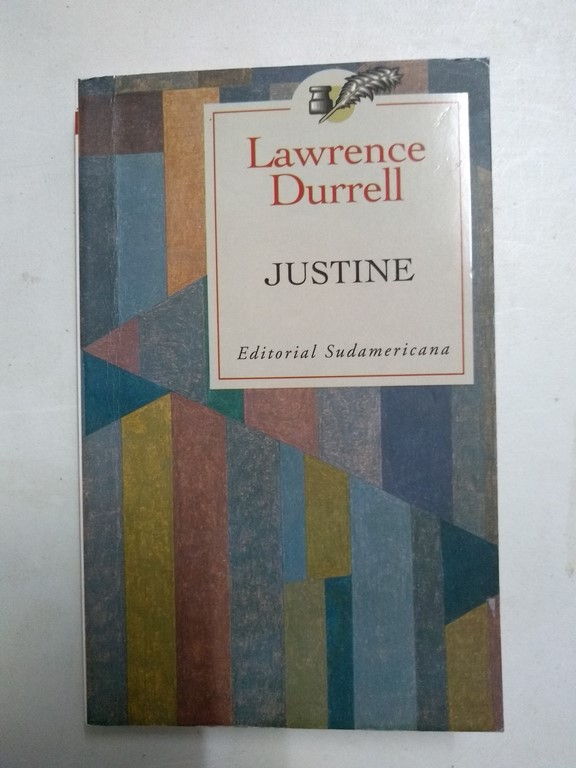 Lawrence
Durrell
JUSTINE
Editorial Sudamericana